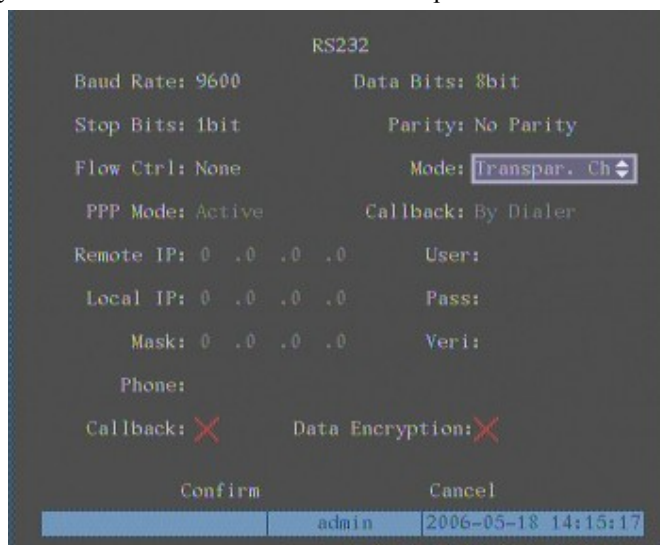 RS232
Baud Rate: 9600 Data Bits: 8bit
Stop Bits: 1bit Parity: No Parity
Flow Ctrl: None Mode: Transpar. Ch
PPP Mode: Active Callback: By Dialer
Remote IP: 0 .0 .0 .0 User:
Local IP: 0 .0 .0 .0 Pass:
Mask: 0 .0 .0 .0 Veri:
Phone:
Callback: Data Encryption:
Confirm Cancel
admin 2006-05-18 14:15:17